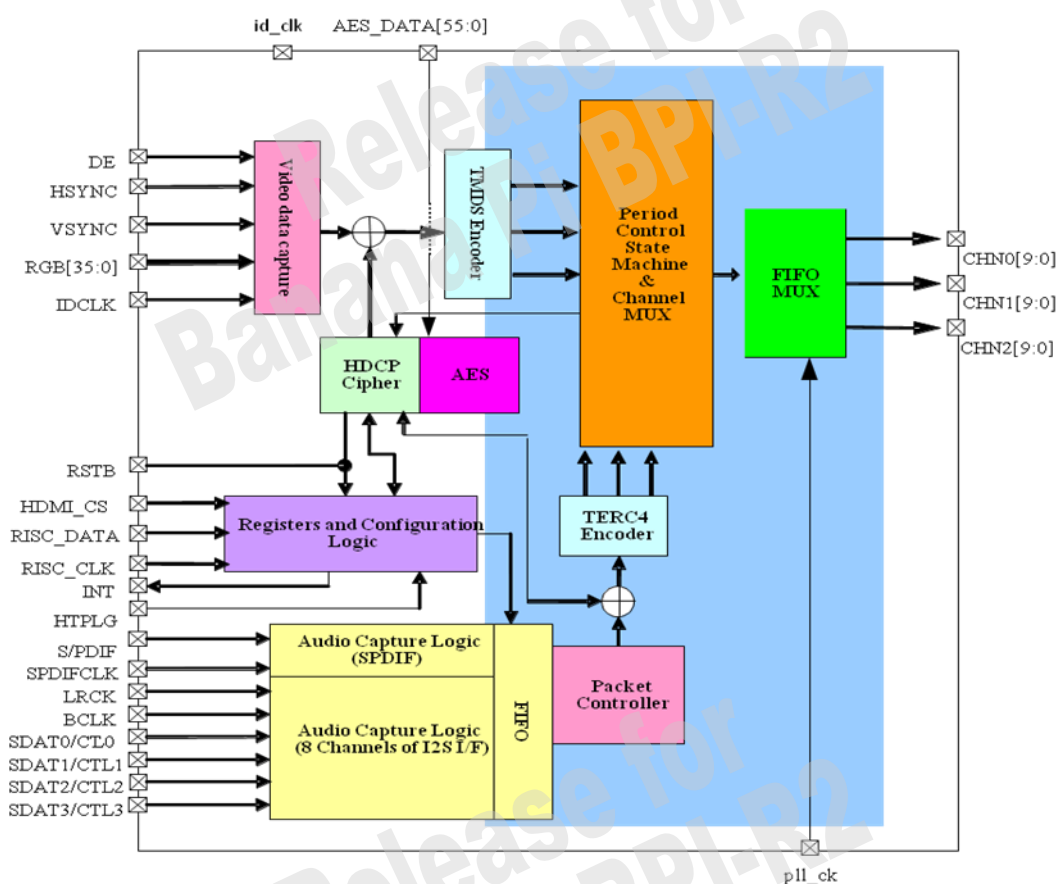 id_clk
AES_DATA[55:0]
Release for
Banana Pi BPI-R2
DE
HSYNC
VSYNC
RGB[35:0]
IDCLK
Video data capture
TMDS Encoder
Period
Control
State
Machine
&
Channel
MUX
FIFO
MUX
CHN0[9:0]
CHN1[9:0]
CHN2[9:0]
HDCP
Cipher
AES
RSTB
HDMI_CS
RISC_DATA
RISC_CLK
INT
HTPLG
Registers and Configuration
Logic
TERC4
Encoder
S/PDIF
SPDIFCLK
LRCK
BCLK
SDAT0/CTL0
SDAT1/CTL1
SDAT2/CTL2
SDAT3/CTL3
Audio Capture Logic
(SPDIF)
Audio Capture Logic
(8 Channels of I2S I/F)
FIFO
Packet
Controller
Release for
BPI-R2
pll_ck